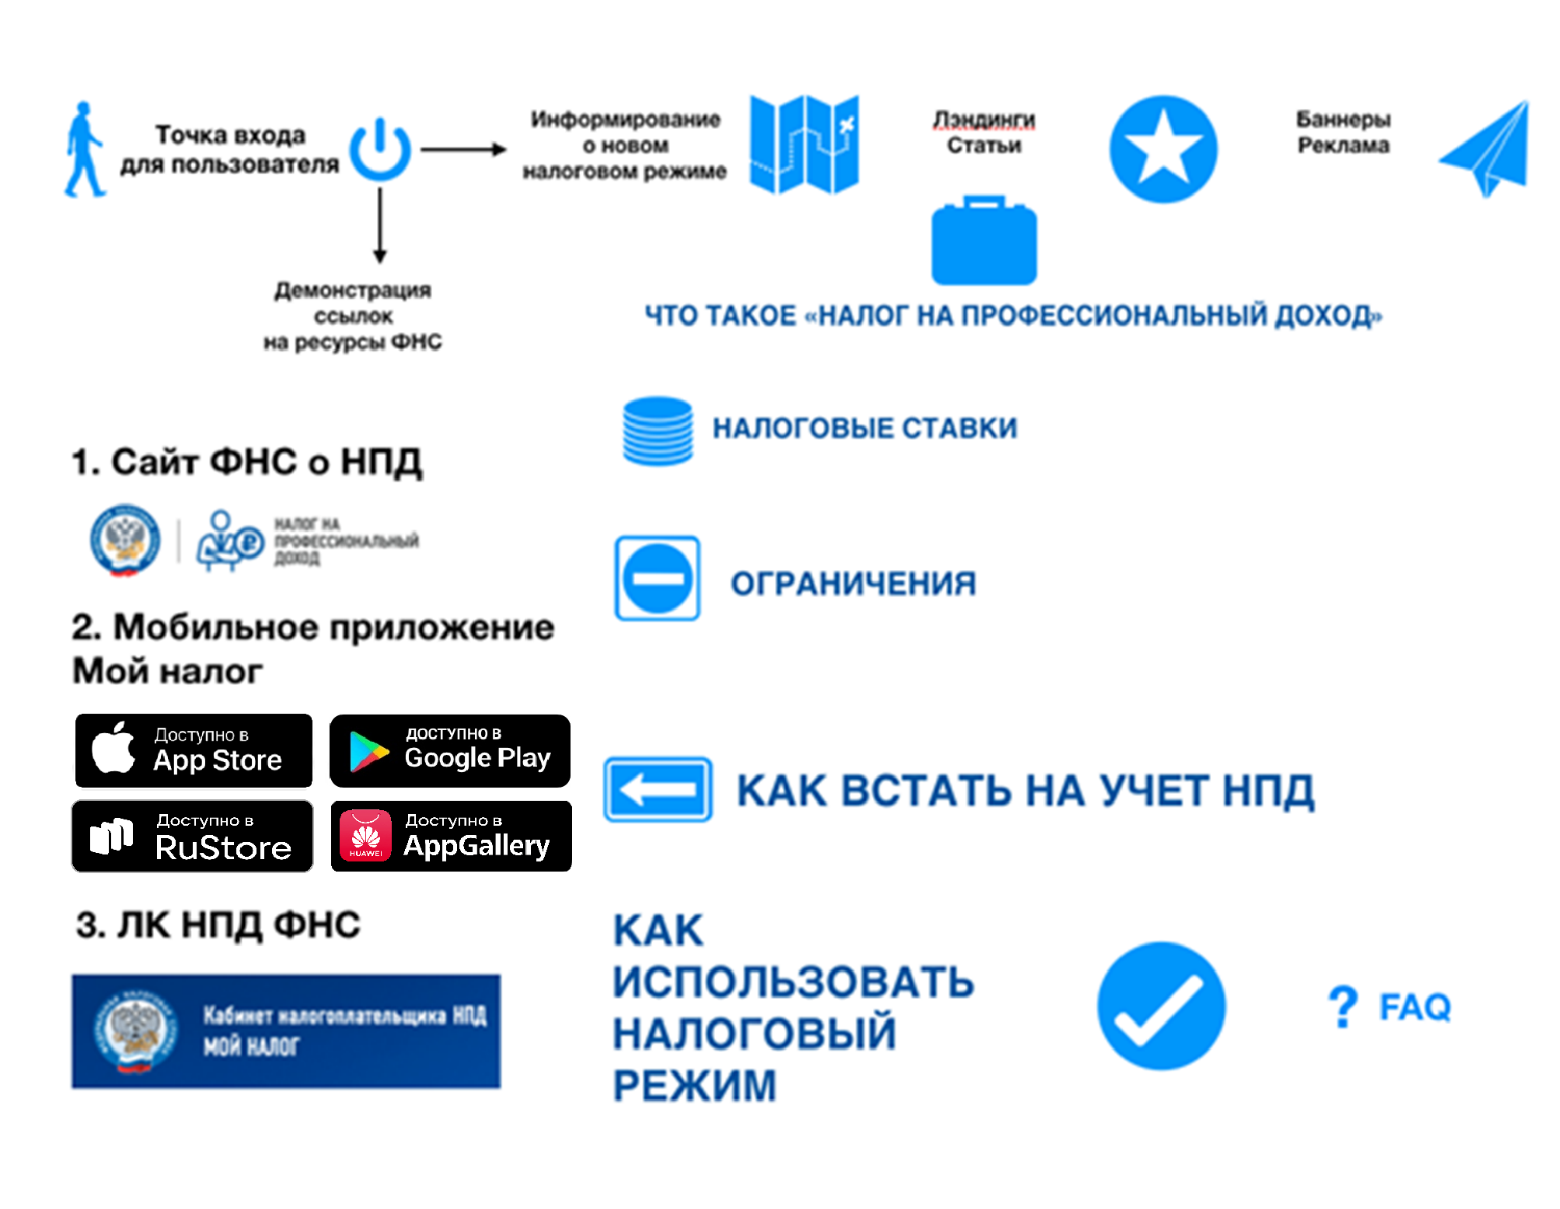 Точка входа
для пользователя
Информирование
о новом
налоговом режиме
Лэндинги
Статьи
Баннеры
Реклама
Демонстрация
ссылок
на ресурсы ФНС
ЧТО ТАКОЕ «НАЛОГ НА ПРОФЕССИОНАЛЬНЫЙ ДОХОД»
НАЛОГОВЫЕ СТАВКИ
1. Сайт ФНС о НПД
НАЛОГ НА
ПРОФЕССИОНАЛЬНЫЙ
ДОХОД
ОГРАНИЧЕНИЯ
2. Мобильное приложение
Мой налог
Доступно в
App Store
ДОСТУПНО В
Google Play
Доступно в
RuStore
HUAWEI
Доступно в
AppGallery
КАК ВСТАТЬ НА УЧЕТ НПД
3. ЛК НПД ФНС
Кабинет налогоплательщика НПД
МОЙ НАЛОГ
КАК
ИСПОЛЬЗОВАТЬ
НАЛОГОВЫЙ
РЕЖИМ
? FAQ